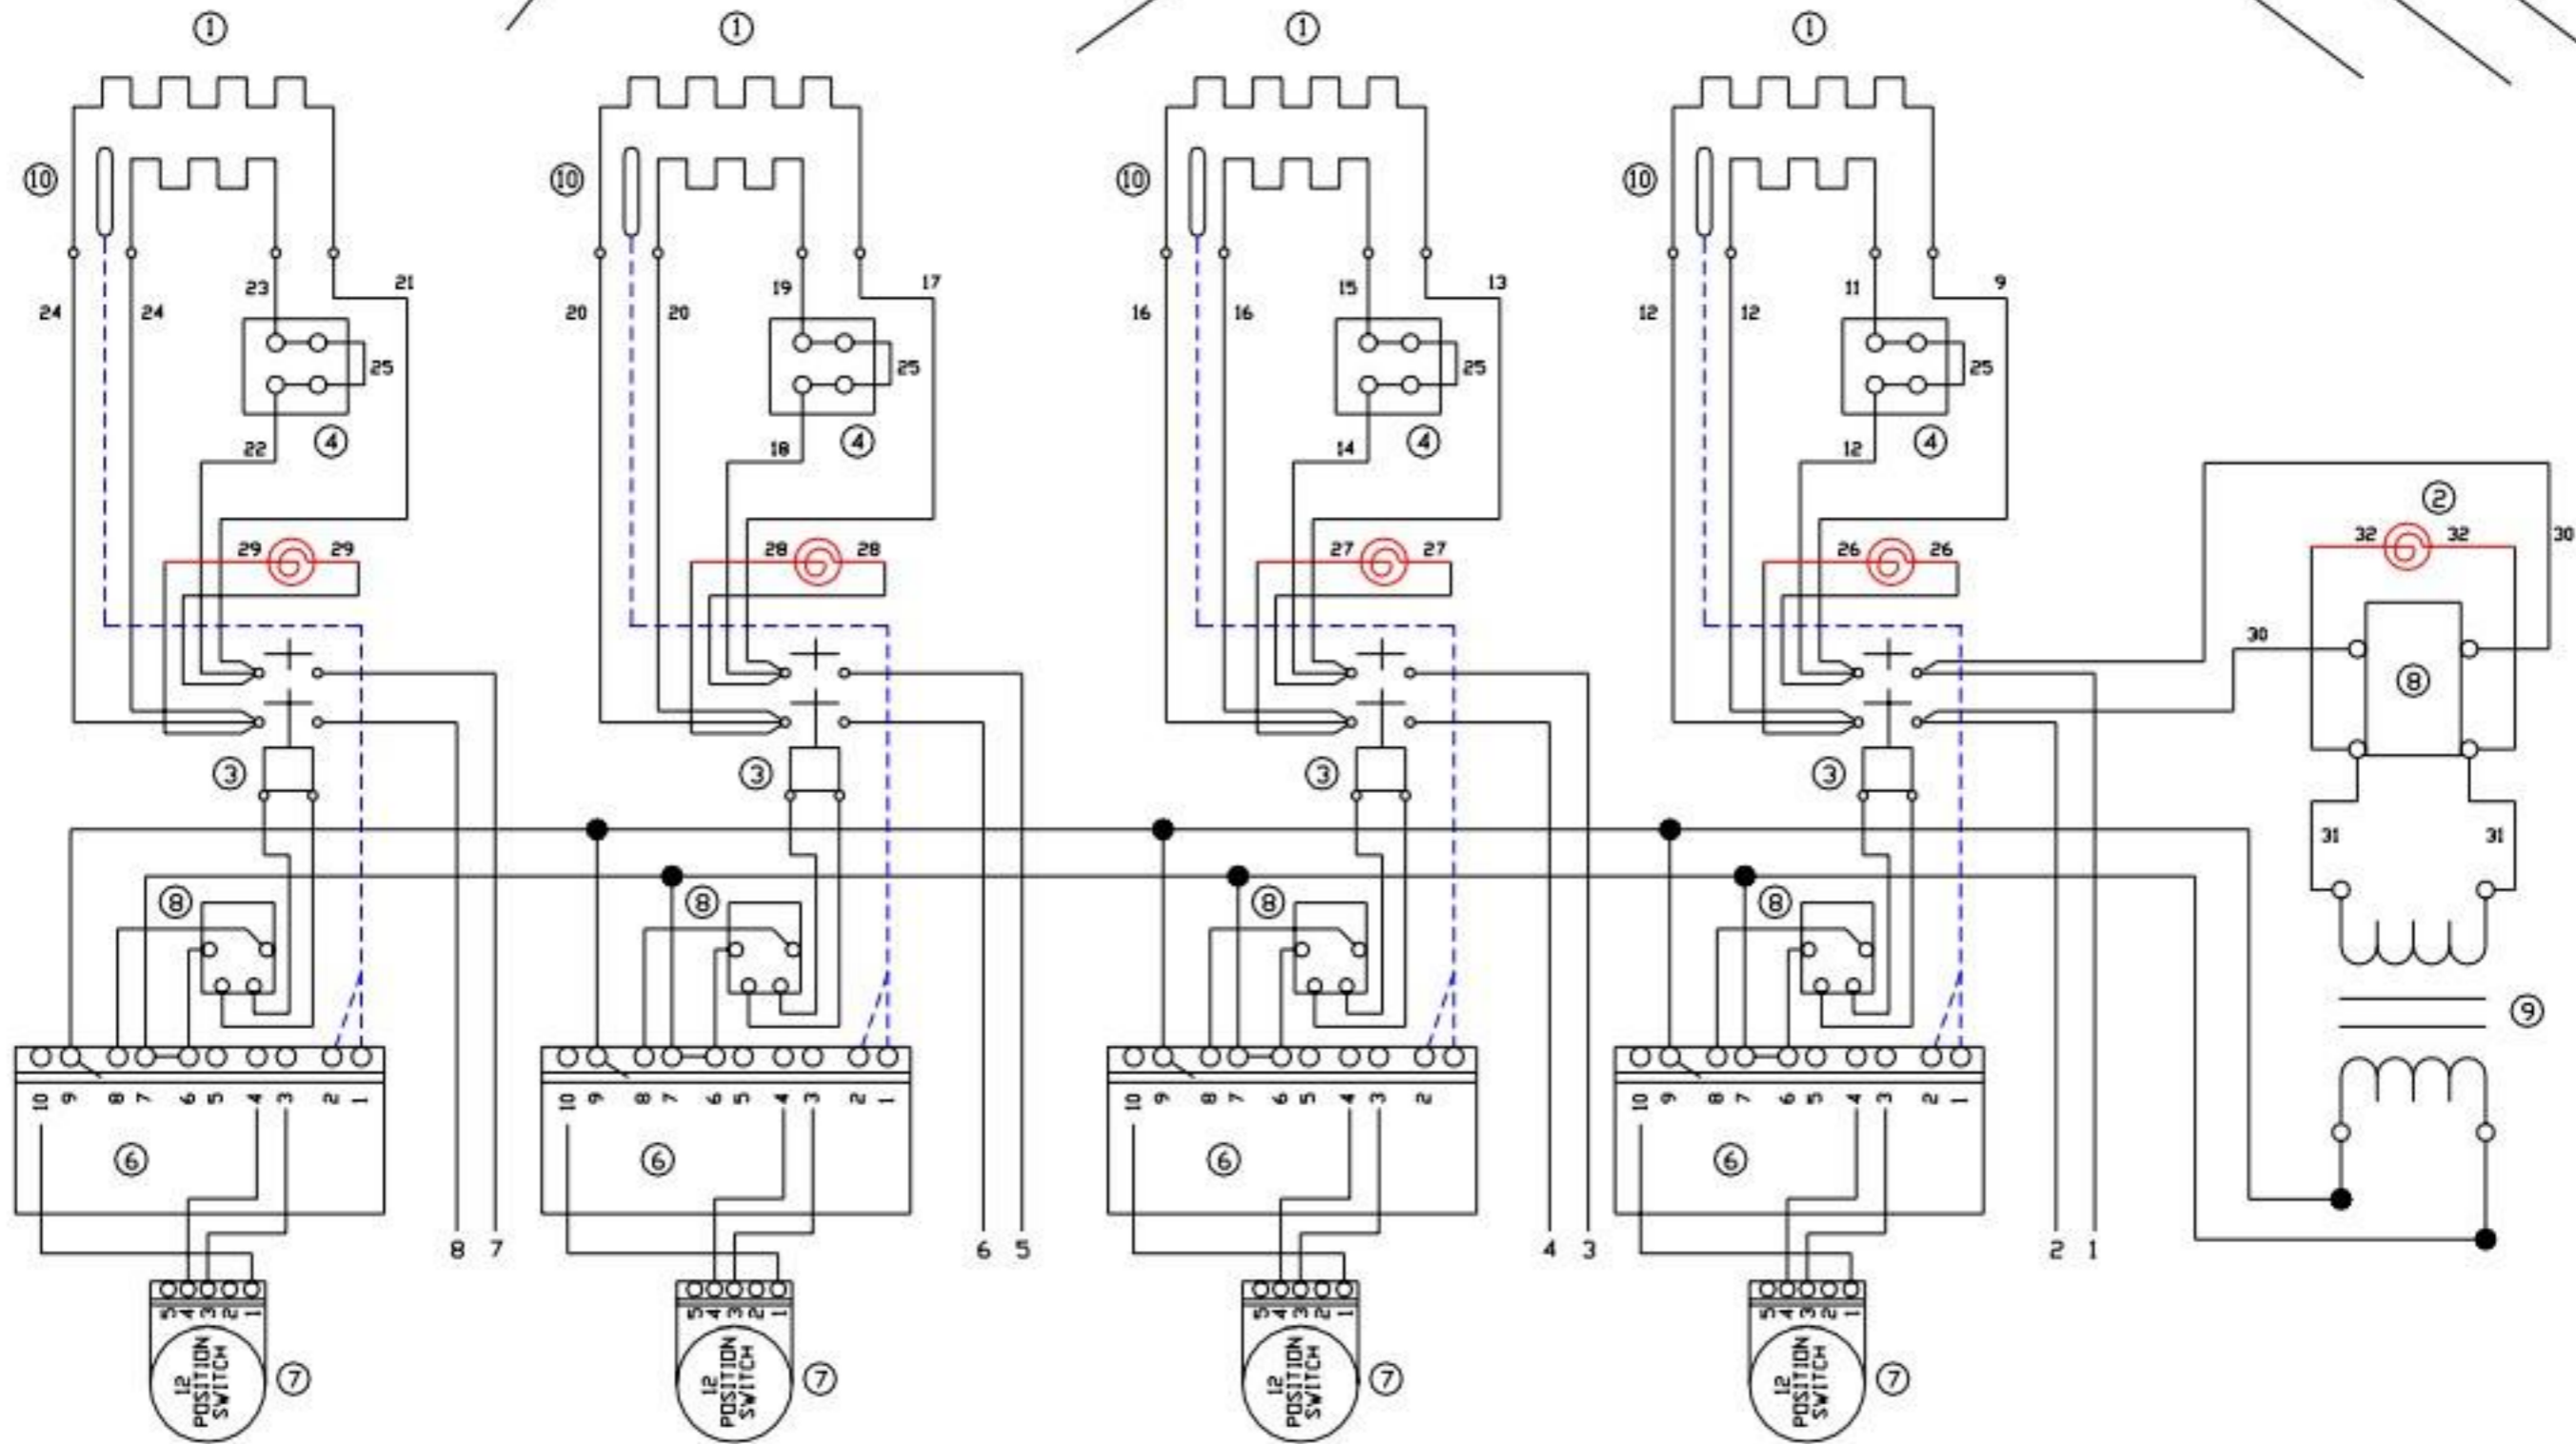 ① ① ① ①
⑩ ⑩ ⑩ ⑩
23 21 19 17 15 13 11 9
24 24 20 20 16 16 12 12
25 25 25 25
④ ④ ④ ④
22 18 14 12
②
32 32 30
29 29 28 28 27 27 26 26
30
⑧
③ ③ ③ ③
31 31
⑧ ⑧ ⑧ ⑧
⑨
10 9 8 7 6 5 4 3 2 1
10 9 8 7 6 5 4 3 2 1
10 9 8 7 6 5 4 3 2
10 9 8 7 6 5 4 3 2 1
⑥ ⑥ ⑥ ⑥
8 7 6 5 4 3 2 1
5 4 3 2 1
5 4 3 2 1
5 4 3 2 1
5 4 3 2 1
12
POSITION
SWITCH
⑦
12
POSITION
SWITCH
⑦
12
POSITION
SWITCH
⑦
12
POSITION
SWITCH
⑦